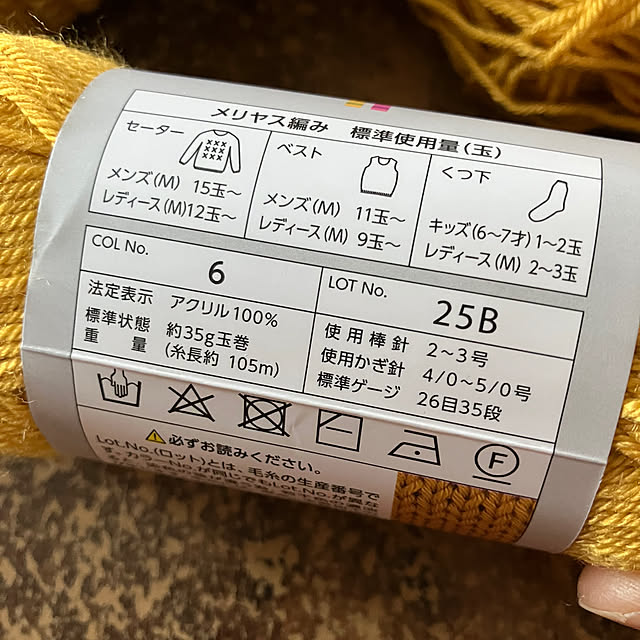 メリヤス編み 標準使用量(玉)
セーター
メンズ(M) 15玉~
レディース(M)12玉~
ベスト
メンズ(M) 11玉~
レディース(M) 9玉~
くつ下
キッズ(6~7才) 1~2玉
レディース(M) 2~3玉
COL No.
6
LOT No.
25B
法定表示 アクリル100%
標準状態 約35g玉巻
重量 (糸長約 105m)
使用棒針 2~3号
使用かぎ針 4/0~5/0号
標準ゲージ 26目35段
F
必ずお読みください。
Lot.No.(ロット)とは、毛糸の生産番号で